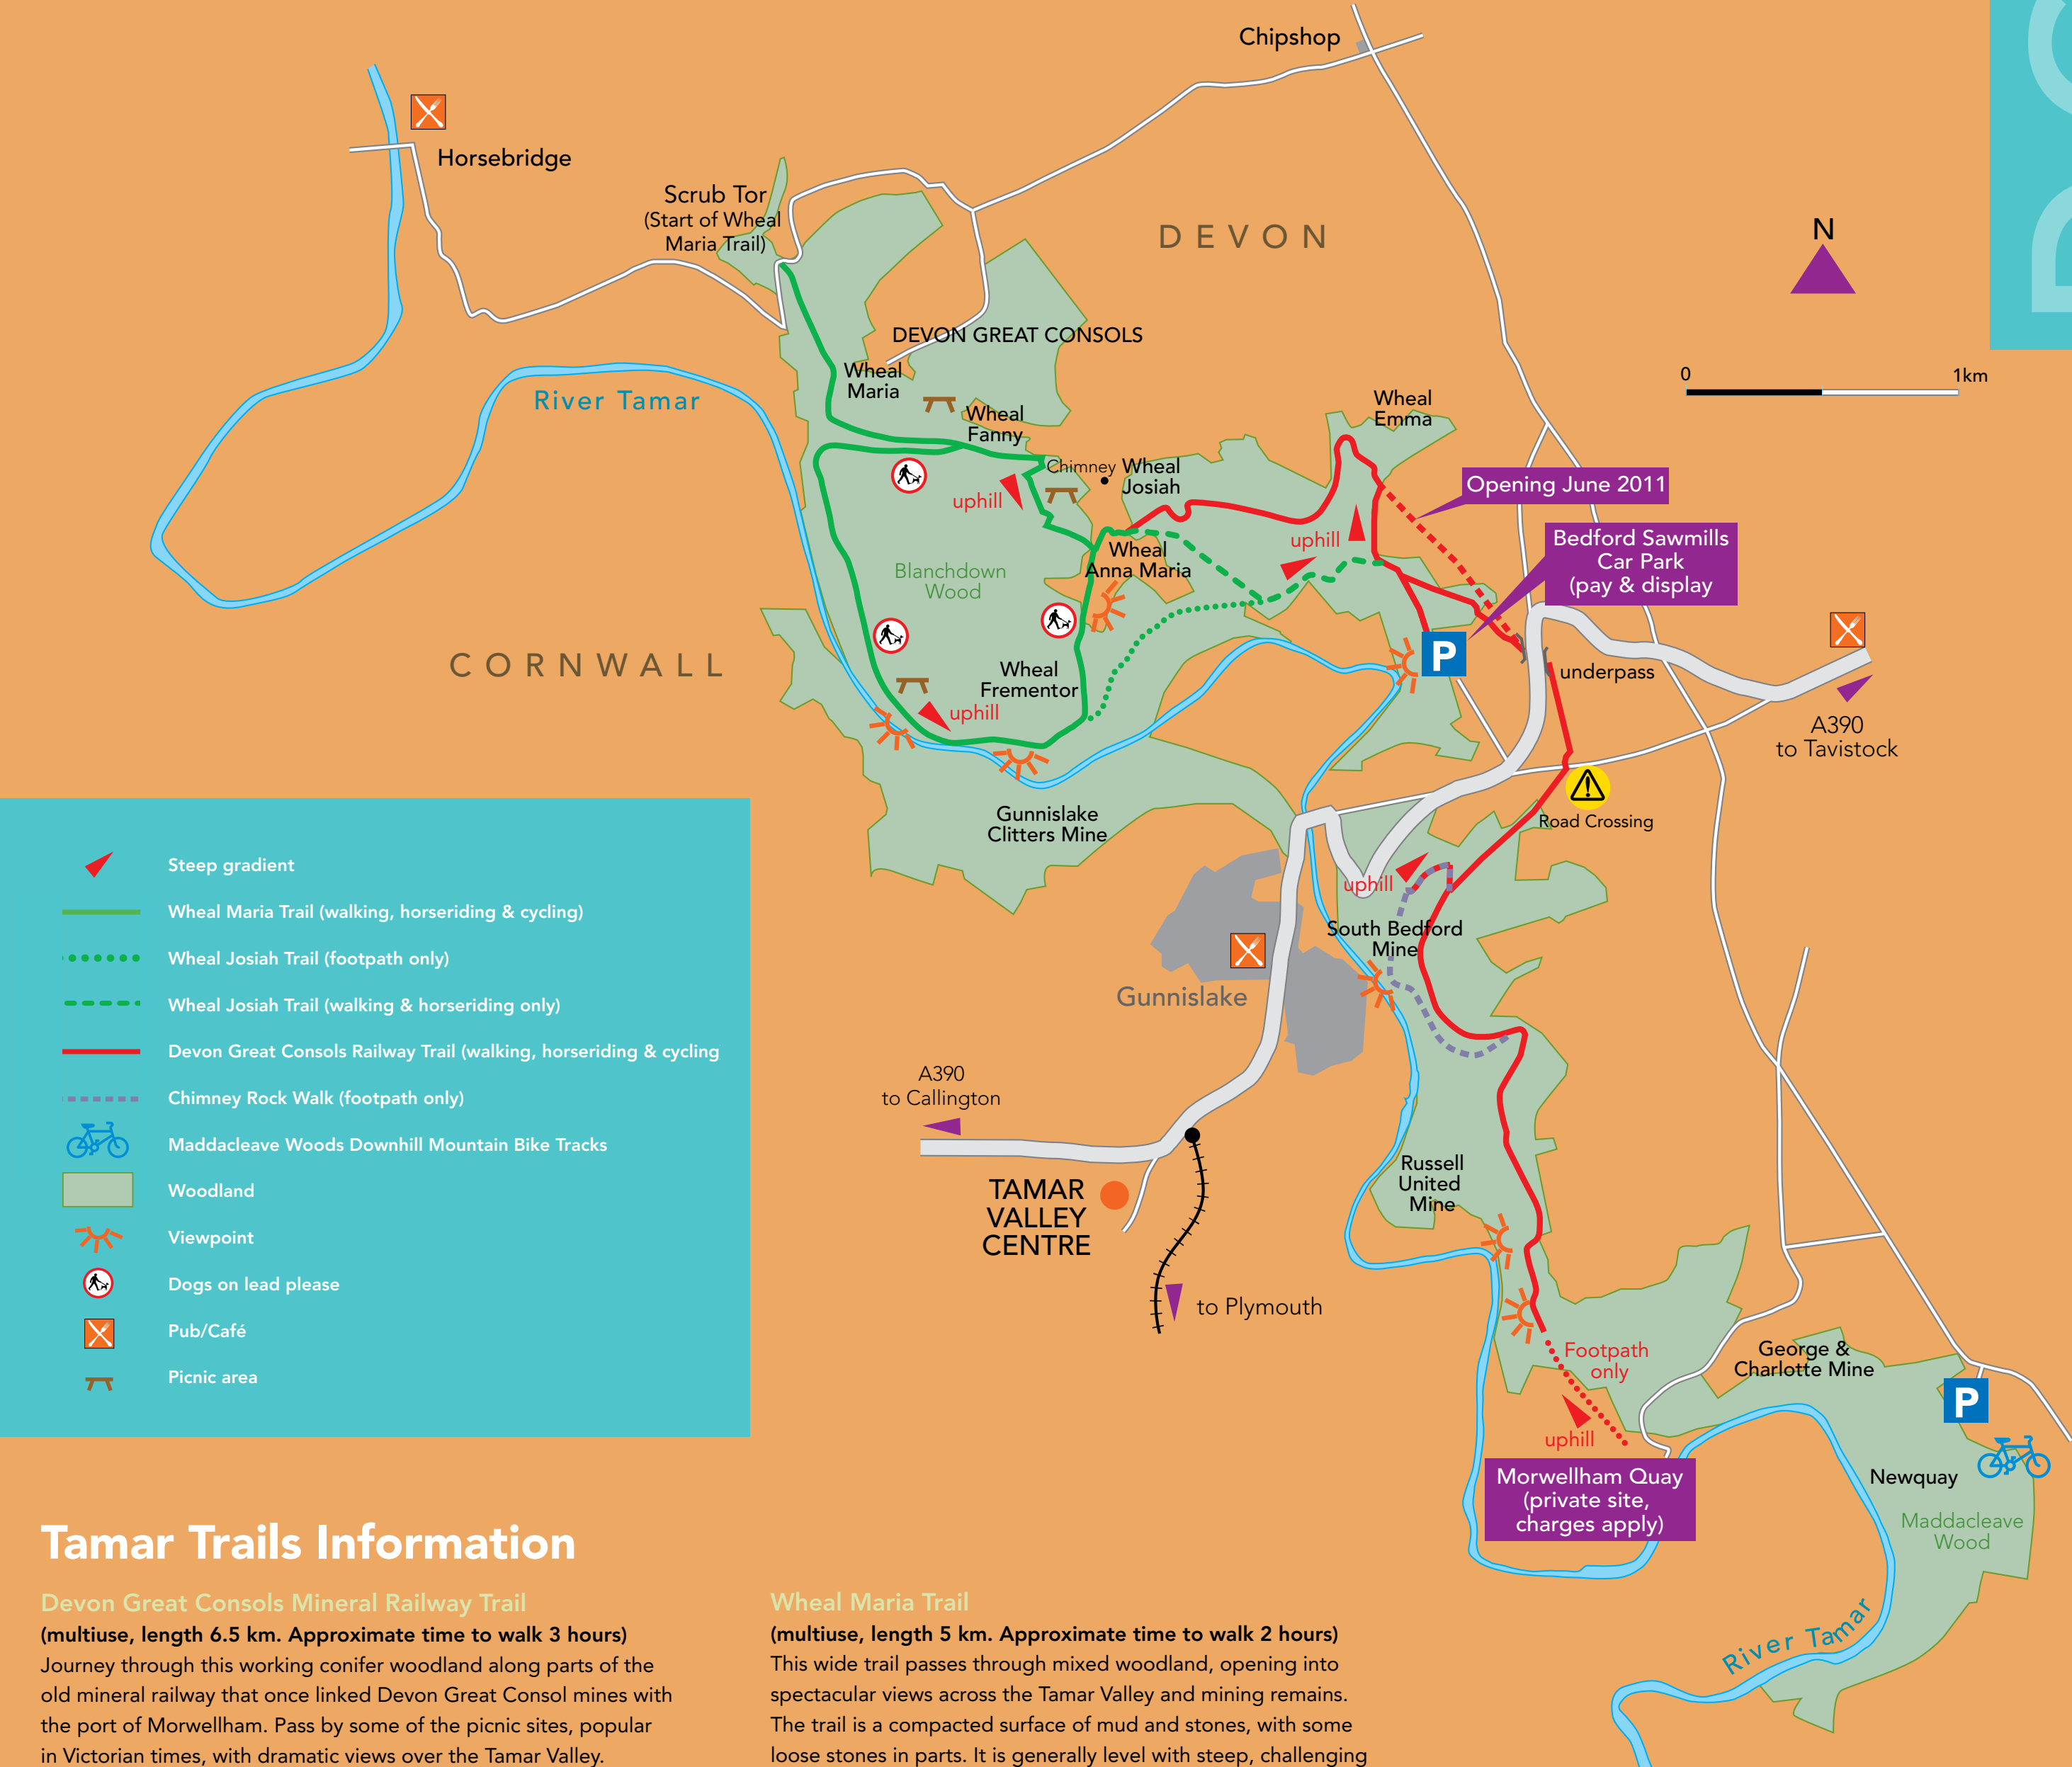 Chipshop
Horsebridge
Scrub Tor
(Start of Wheal
Maria Trail)
DEVON
N
DEVON GREAT CONSOLS
0
1km
Wheal
Maria
River Tamar
Wheal
Emma
Wheal
Fanny
Chimney
Wheal
Josiah
Opening June 2011
uphill
uphill
Bedford Sawmills
Car Park
(pay & display
Wheal
Anna Maria
Blanchdown
Wood
CORNWALL
P
underpass
Wheal
Frementor
uphill
A390
to Tavistock
Gunnislake
Clitters Mine
Road Crossing
uphill
South Bedford
Mine
Gunnislake
A390
to Callington
TAMAR
VALLEY
CENTRE
to Plymouth
Russell
United
Mine
Footpath
only
uphill
George &
Charlotte Mine
P
Morwellham Quay
(private site,
charges apply)
Newquay
Maddacleave
Wood
River Tamar
Steep gradient
Wheal Maria Trail (walking, horseriding & cycling)
Wheal Josiah Trail (footpath only)
Wheal Josiah Trail (walking & horseriding only)
Devon Great Consols Railway Trail (walking, horseriding & cycling
Chimney Rock Walk (footpath only)
Maddacleave Woods Downhill Mountain Bike Tracks
Woodland
Viewpoint
Dogs on lead please
Pub/Café
Picnic area
Tamar Trails Information
Devon Great Consols Mineral Railway Trail
(multiuse, length 6.5 km. Approximate time to walk 3 hours)
Journey through this working conifer woodland along parts of the
old mineral railway that once linked Devon Great Consol mines with
the port of Morwellham. Pass by some of the picnic sites, popular
in Victorian times, with dramatic views over the Tamar Valley.
Wheal Maria Trail
(multiuse, length 5 km. Approximate time to walk 2 hours)
This wide trail passes through mixed woodland, opening into
spectacular views across the Tamar Valley and mining remains.
The trail is a compacted surface of mud and stones, with some
loose stones in parts. It is generally level with steep, challenging